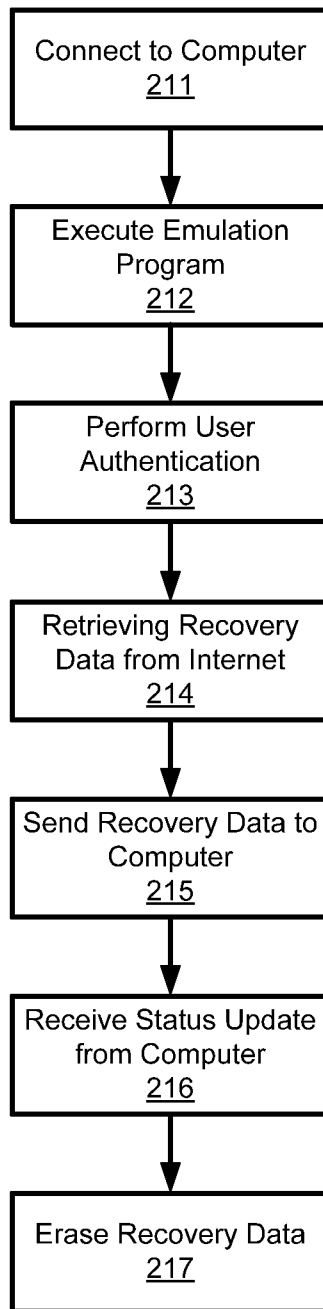 Connect to Computer
211
Execute Emulation
Program
212
Perform User
Authentication
213
Retrieving Recovery
Data from Internet
214
Send Recovery Data to
Computer
215
Receive Status Update
from Computer
216
Erase Recovery Data
217